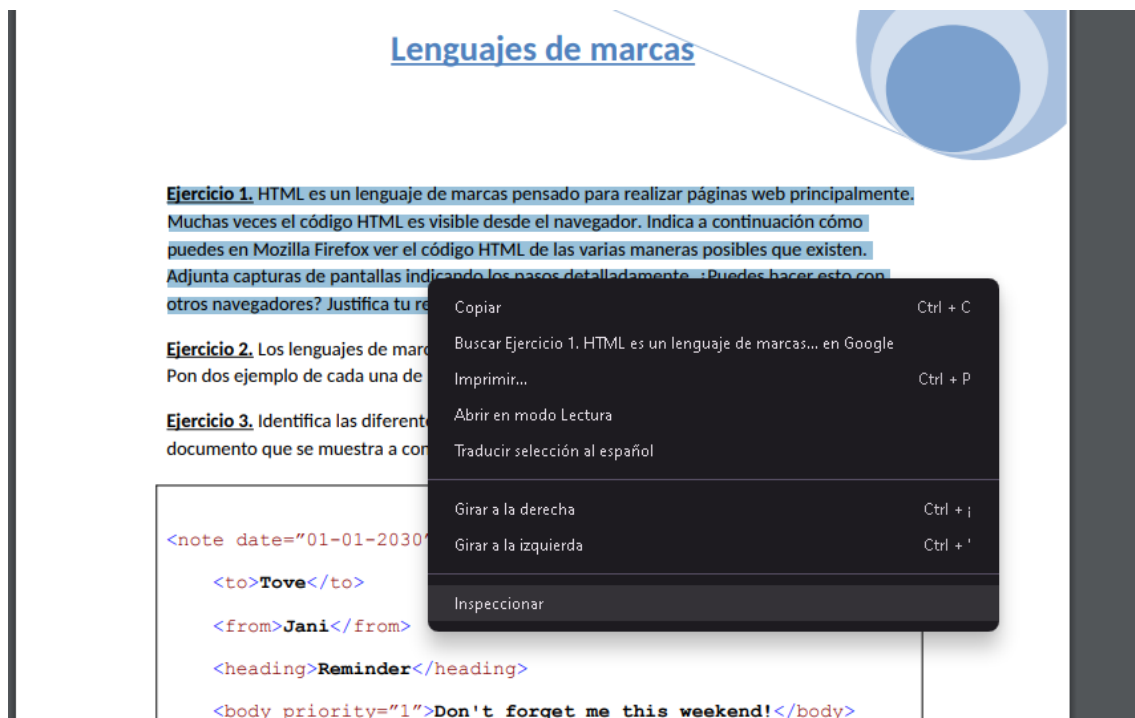 Lenguajes de marcas
Ejercicio 1. HTML es un lenguaje de marcas pensado para realizar páginas web principalmente.
Muchas veces el código HTML es visible desde el navegador. Indica a continuación cómo
puedes en Mozilla Firefox ver el código HTML de las varias maneras posibles que existen.
Adjunta capturas de pantallas indicando los pasos detalladamente. ¿Puedes hacer esto con
otros navegadores? Justifica tu
Ejercicio 2. Los lenguajes de
Pon dos ejemplo de cada una de
Ejercicio 3. Identifica las
documento que se muestra a
Copiar Ctrl + C
Buscar Ejercicio 1. HTML es un lenguaje de marcas... en Google
Imprimir... Ctrl + P
Abrir en modo Lectura
Traducir selección al español
Girar a la derecha Ctrl + ¡
Girar a la izquierda Ctrl + '
Inspeccionar
<note date=”01-01-2030”
<to>Tove</to>
<from>Jani</from>
<heading>Reminder</heading>
<body priority=”1”>Don't forget me this weekend!</body>